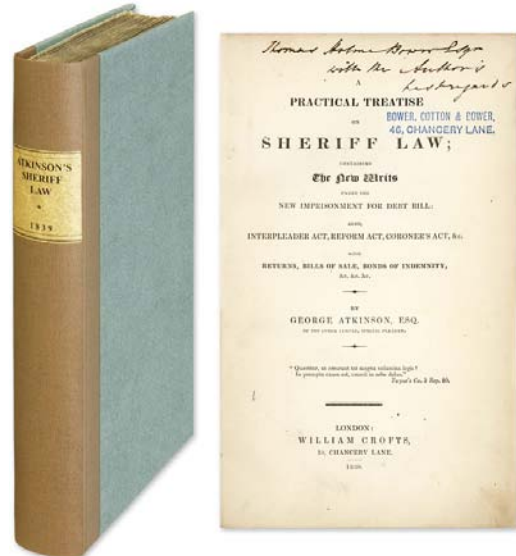 ATKINSON'S
SHERIFF
LAW
1839
Thomas Holme Bower Esqr
with the Author's
best regards
A
PRACTICAL TREATISE
ON
SHERIFF LAW;
CONTAINING
The New Writs
UNDER THE
NEW IMPRISONMENT FOR DEBT BILL:
ALSO,
INTERPLEADER ACT, REFORM ACT, CORONER'S ACT, &c.
WITH
RETURNS, BILLS OF SALE, BONDS OF INDEMNITY,
&c. &c. &c.
BY
GEORGE ATKINSON, ESQ.
OF THE INNER TEMPLE, SPECIAL PLEADER.
BOWER, COTTON & BOWER,
46, CHANCERY LANE.
LONDON:
WILLIAM CROFTS,
19, CHANCERY LANE.